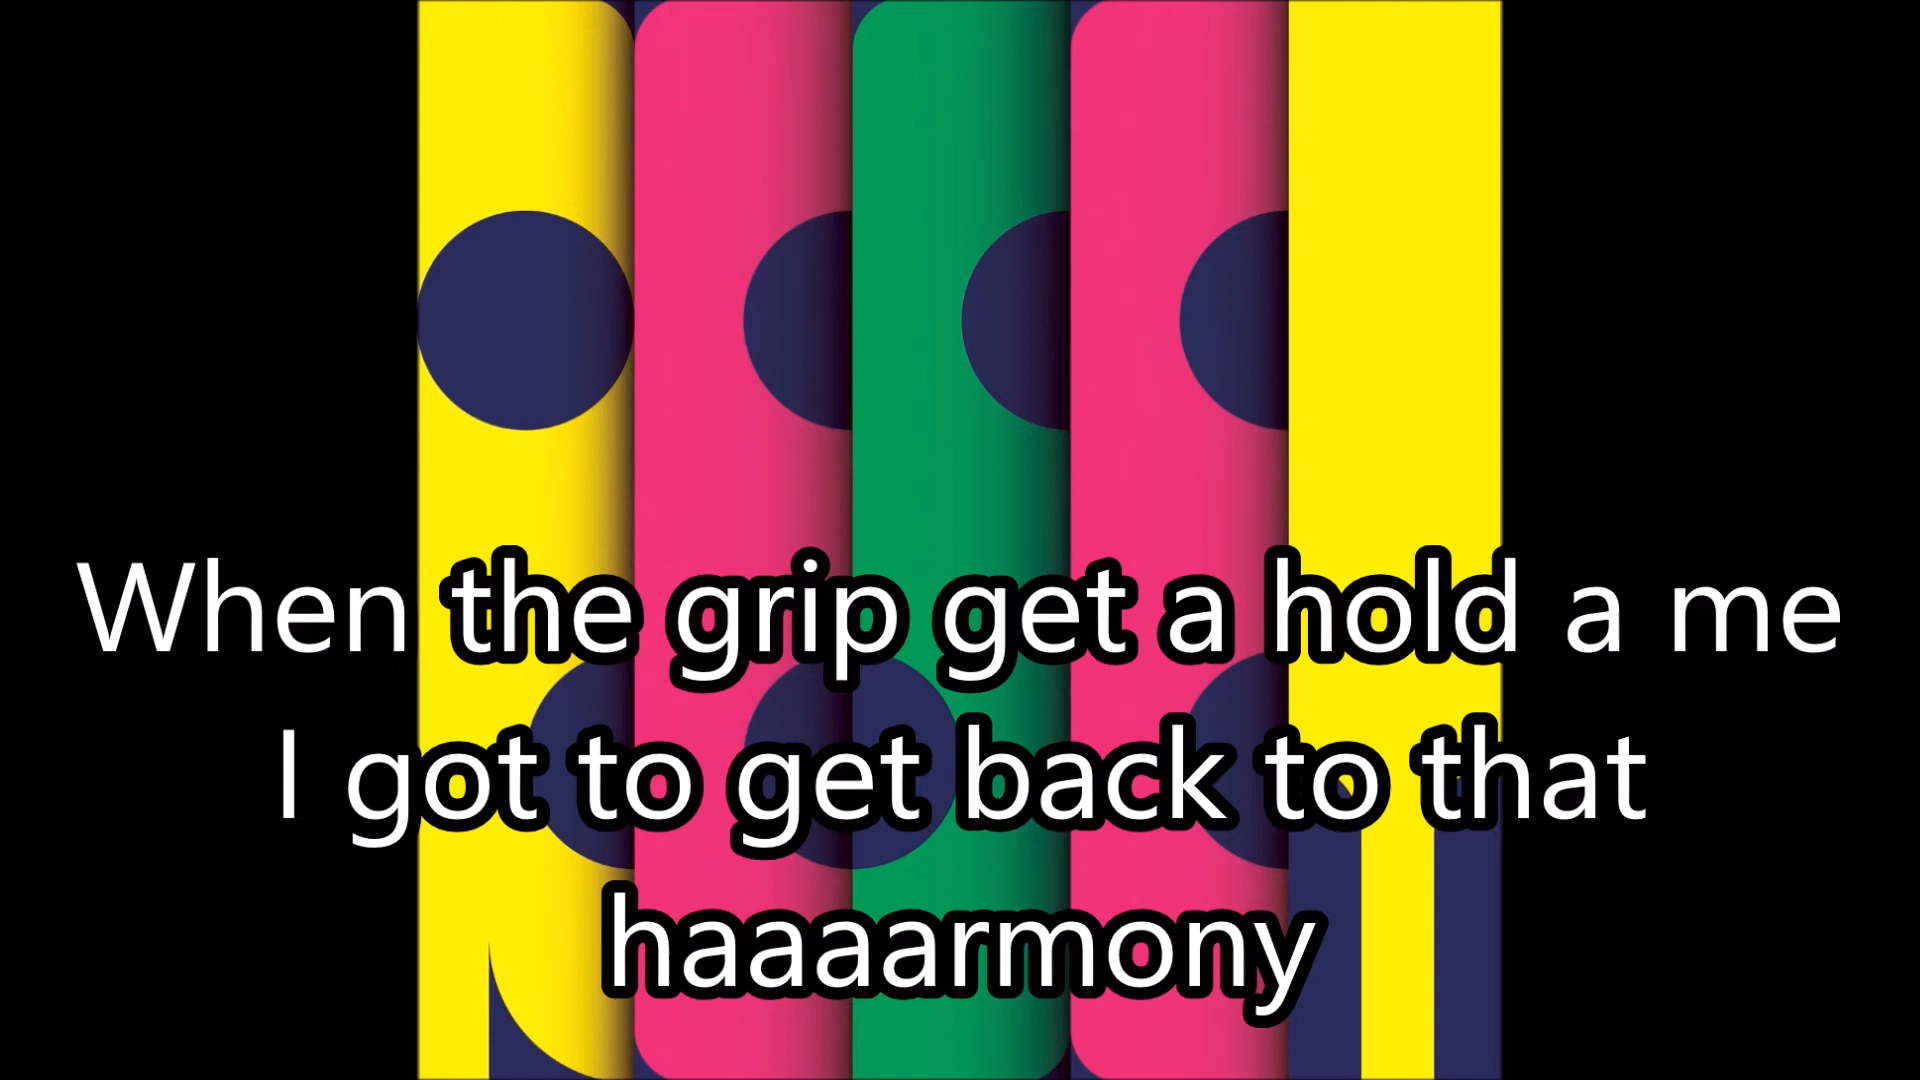 When the grip get a hold a me
I got to get back to that
haaaarmony